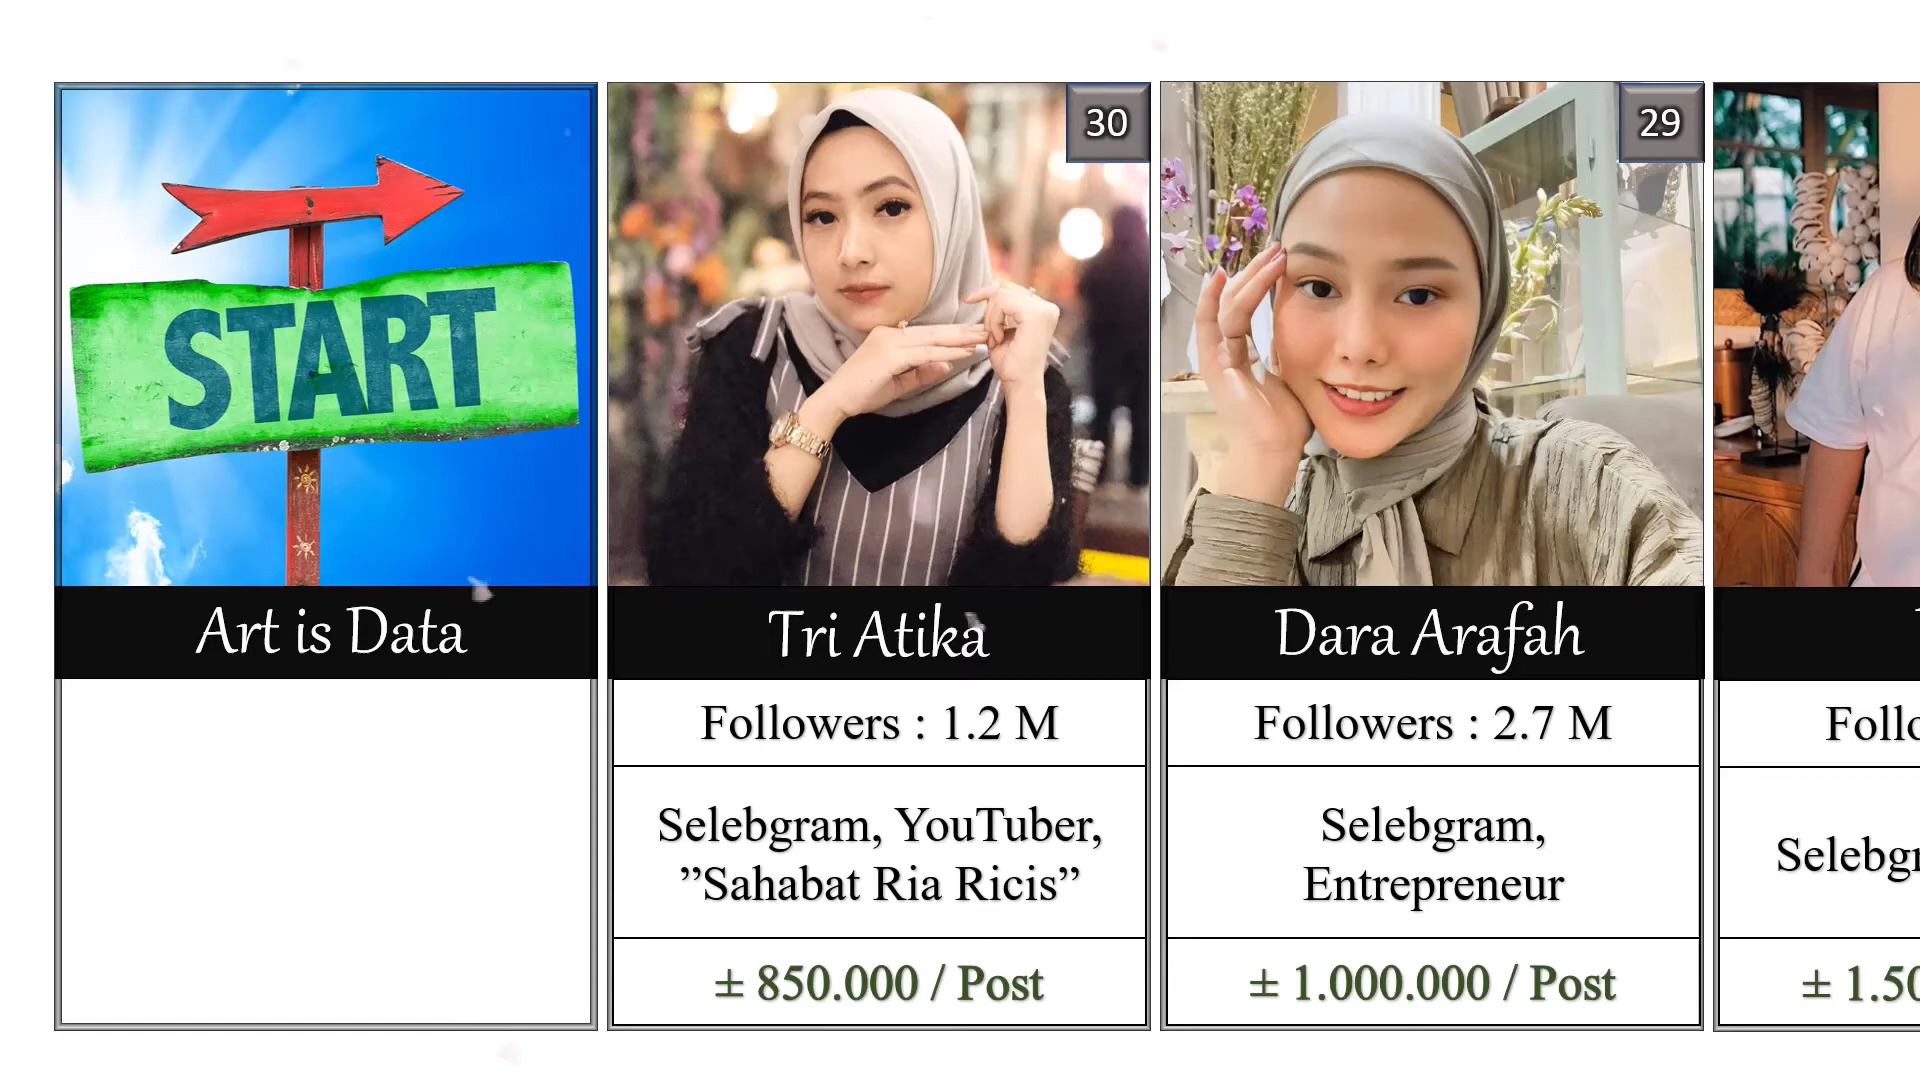 START
Art is Data
30
Tri Atika
Followers : 1.2 M
Selebgram, YouTuber,
”Sahabat Ria Ricis”
± 850.000 / Post
29
Dara Arafah
Followers : 2.7 M
Selebgram,
Entrepreneur
± 1.000.000 / Post